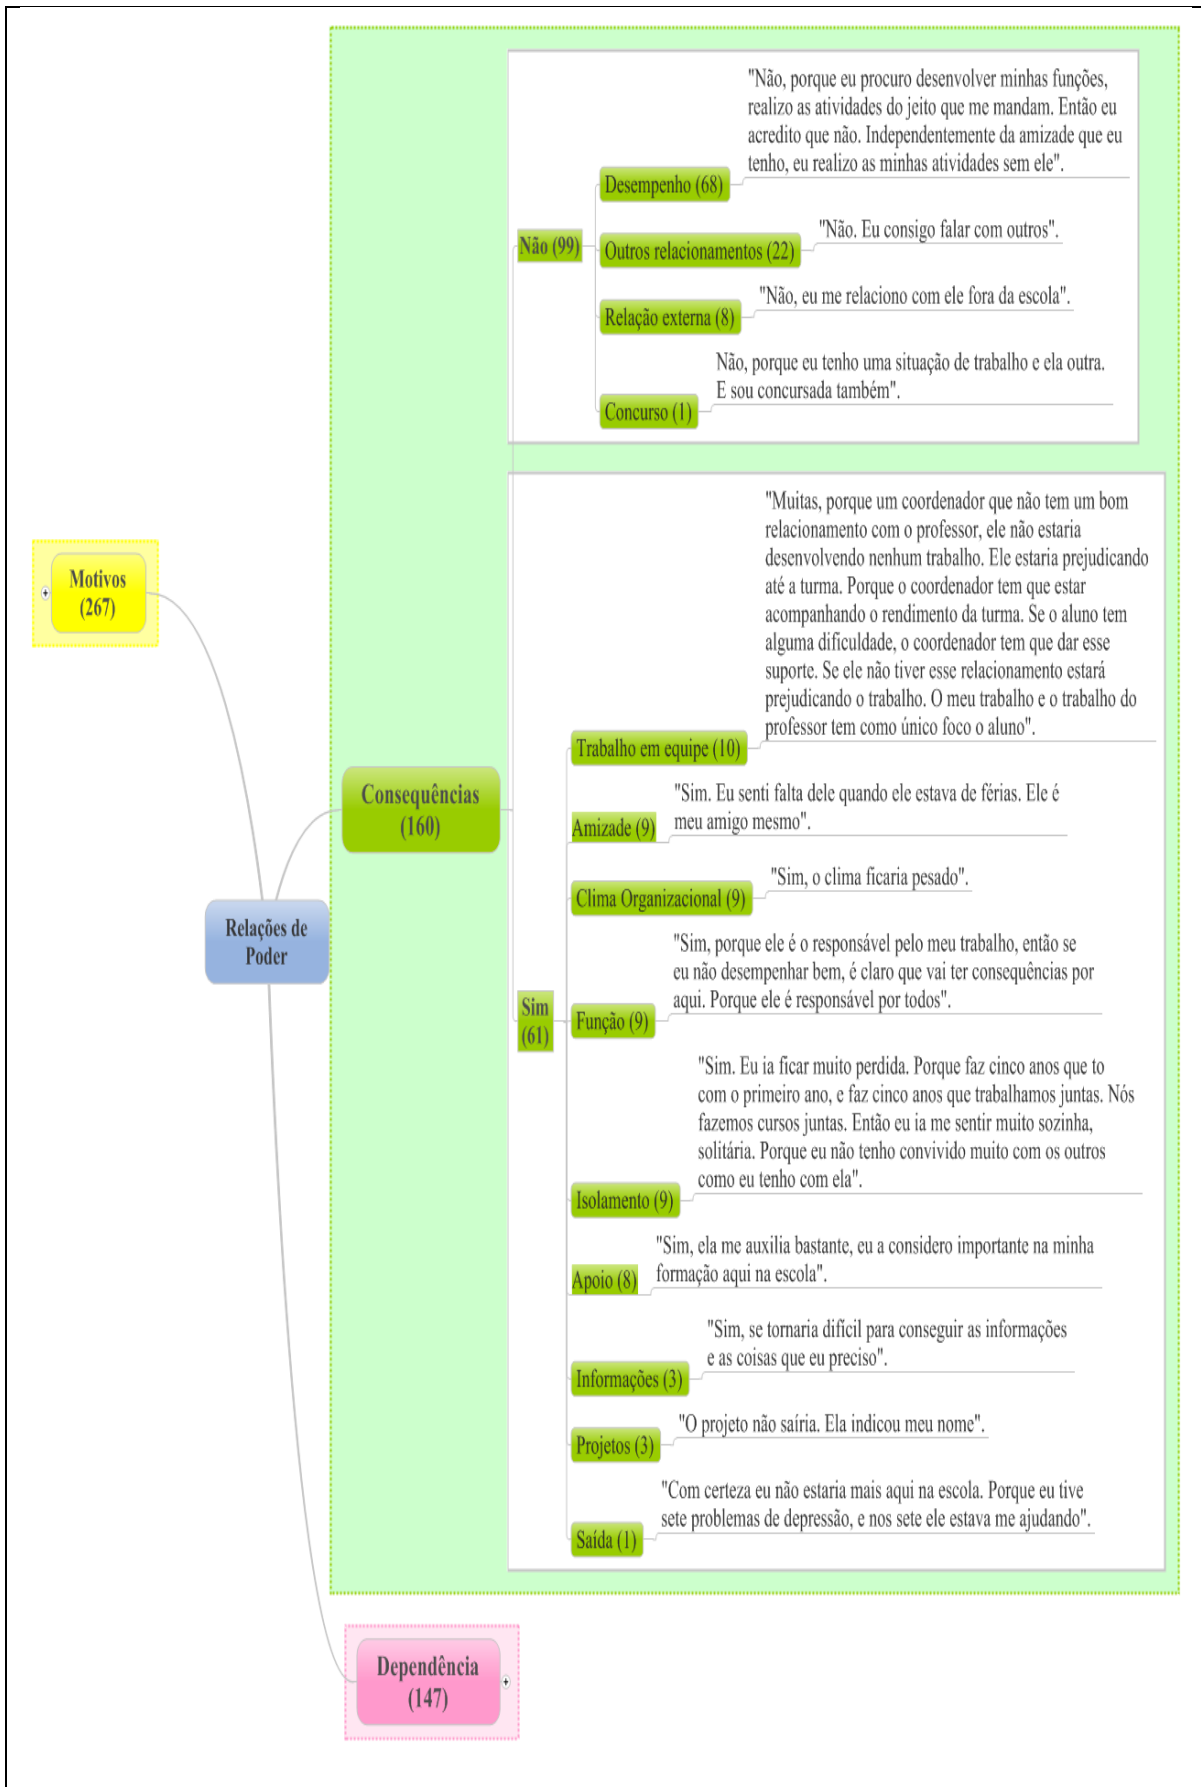 "Não, porque eu procuro desenvolver minhas funções,
realizo as atividades do jeito que me mandam. Então eu
acredito que não. Independentemente da amizade que eu
tenho, eu realizo as minhas atividades sem ele".
Desempenho (68)
Não (99)
"Não. Eu consigo falar com outros".
Outros relacionamentos (22)
"Não, eu me relaciono com ele fora da escola".
Relação externa (8)
Não, porque eu tenho uma situação de trabalho e ela outra.
E sou concursada também".
Concurso (1)
Motivos
(267)
"Muitas, porque um coordenador que não tem um bom
relacionamento com o professor, ele não estaria
desenvolvendo nenhum trabalho. Ele estaria prejudicando
até a turma. Porque o coordenador tem que estar
acompanhando o rendimento da turma. Se o aluno tem
alguma dificuldade, o coordenador tem que dar esse
suporte. Se ele não tiver esse relacionamento estará
prejudicando o trabalho. O meu trabalho e o trabalho do
professor tem como único foco o aluno".
Trabalho em equipe (10)
Consequências
(160)
"Sim. Eu senti falta dele quando ele estava de férias. Ele é
meu amigo mesmo".
Amizade (9)
"Sim, o clima ficaria pesado".
Clima Organizacional (9)
Relações de
Poder
"Sim, porque ele é o responsável pelo meu trabalho, então se
eu não desempenhar bem, é claro que vai ter consequências por
aqui. Porque ele é responsável por todos".
Sim
(61)
Função (9)
"Sim. Eu ia ficar muito perdida. Porque faz cinco anos que to
com o primeiro ano, e faz cinco anos que trabalhamos juntas. Nós
fazemos cursos juntas. Então eu ia me sentir muito sozinha,
solitária. Porque eu não tenho convivido muito com os outros
como eu tenho com ela".
Isolamento (9)
"Sim, ela me auxilia bastante, eu a considero importante na minha
formação aqui na escola".
Apoio (8)
"Sim, se tornaria difícil para conseguir as informações
e as coisas que eu preciso".
Informações (3)
"O projeto não saíria. Ela indicou meu nome".
Projetos (3)
"Com certeza eu não estaria mais aqui na escola. Porque eu tive
sete problemas de depressão, e nos sete ele estava me ajudando".
Saída (1)
Dependência
(147)